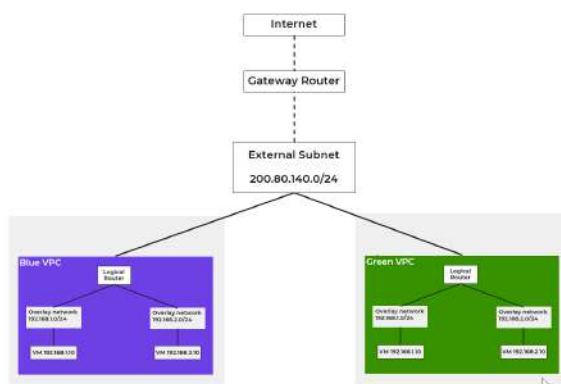 Internet
Gateway Router
External Subnet
200.80.140.0/24
Blue VPC
Logical
Router
Overlay network
192.168.1.0/24
Overlay network
192.168.2.0/24
VM 192.168.1.10
VM 192.168.2.10
Green VPC
Logical
Router
Overlay network
192.168.1.0/24
Overlay network
192.168.2.0/24
VM 192.168.1.10
VM 192.168.2.10